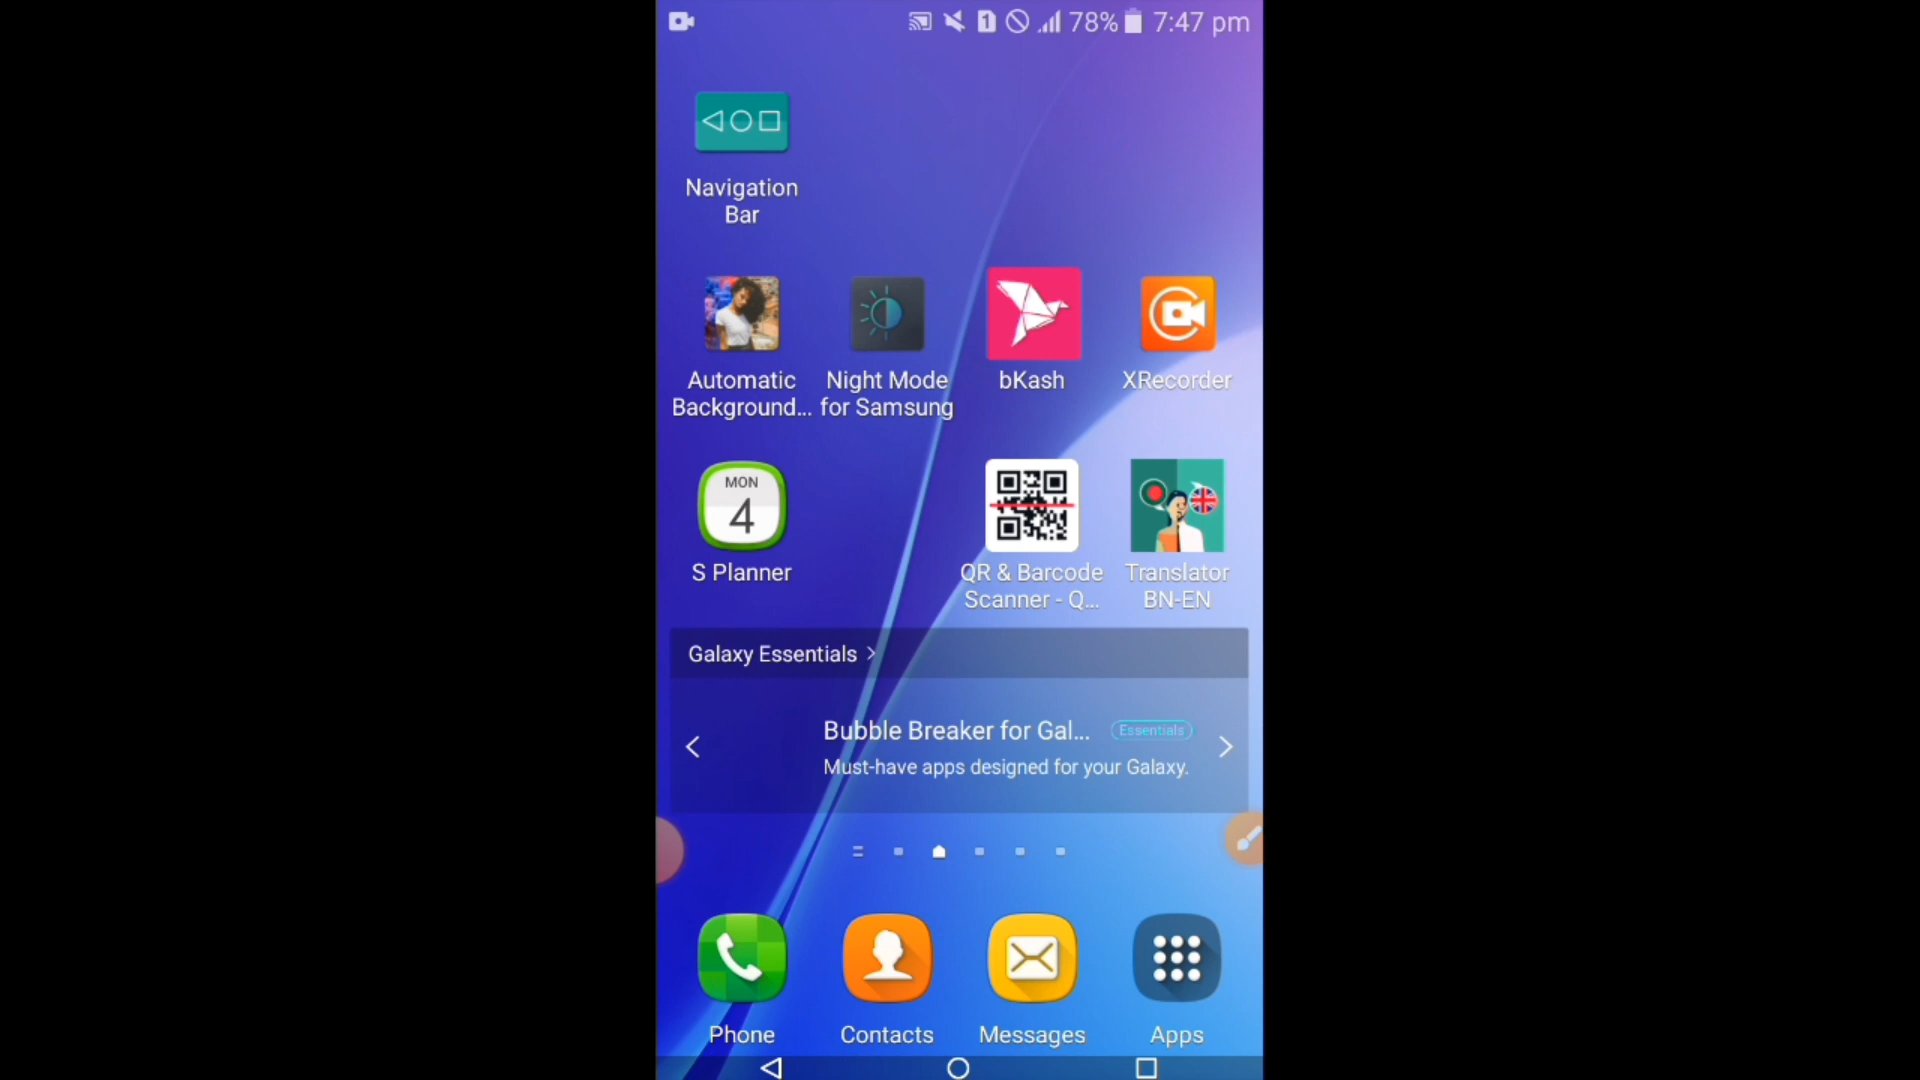 78% 7:47 pm
Navigation
Bar
Automatic
Background...
Night Mode
for Samsung
bKash
XRecorder
MON
4
S Planner
QR & Barcode
Scanner - Q...
Translator
BN-EN
Galaxy Essentials >
Bubble Breaker for Gal... Essentials
Must-have apps designed for your Galaxy.
Phone
Contacts
Messages
Apps